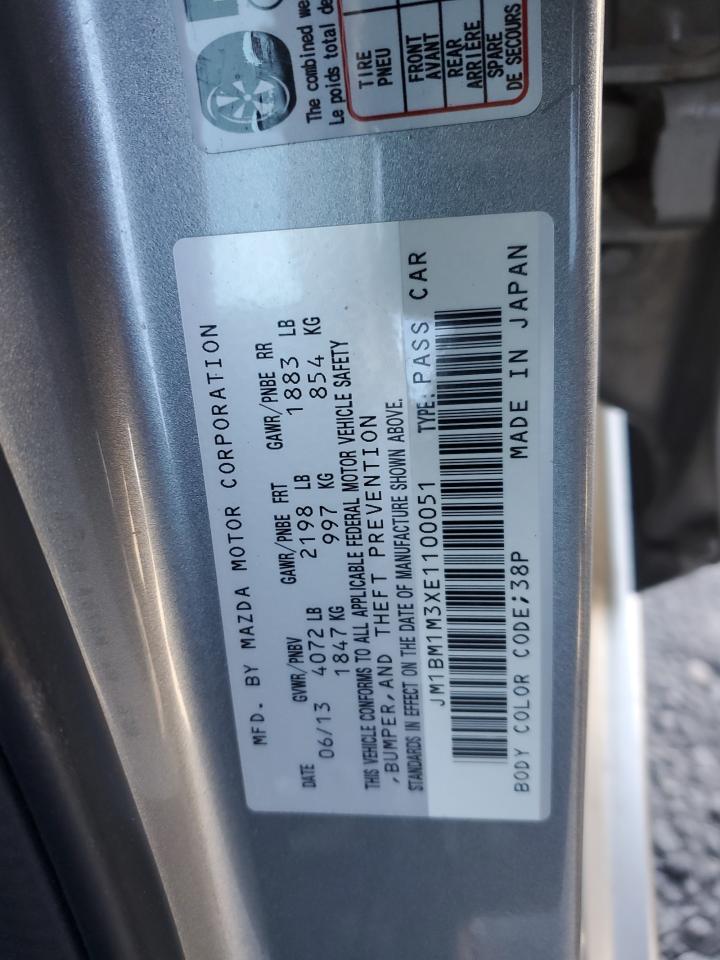 The combined we
Le poids total de
TIRE
PNEU
FRONT
AVANT
REAR
ARRIÈRE
SPARE
DE SECOURS
MFD. BY MAZDA MOTOR CORPORATION
DATE GVWR/PNBV GAWR/PNBE FRT GAWR/PNBE RR
06/13 4072 LB 2198 LB 1883 LB
1847 KG 997 KG 854 KG
THIS VEHICLE CONFORMS TO ALL APPLICABLE FEDERAL MOTOR VEHICLE SAFETY
,BUMPER, AND THEFT PREVENTION
STANDARDS IN EFFECT ON THE DATE OF MANUFACTURE SHOWN ABOVE.
JM1BM1M3XE1100051 TYPE: PASS CAR
BODY COLOR CODE;38P MADE IN JAPAN